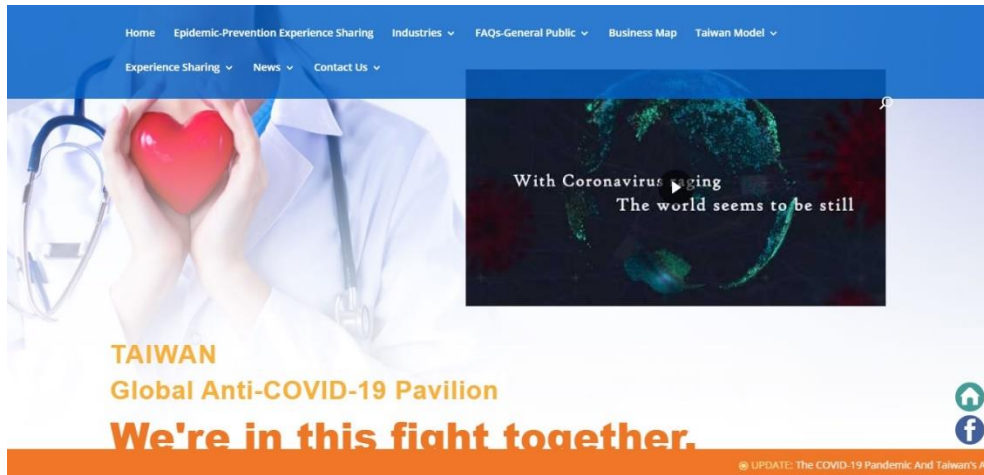 Home Epidemic-Prevention Experience Sharing Industries FAQs-General Public Business Map Taiwan Model
Experience Sharing News Contact Us
With Coronavirus raging
The world seems to be still
TAIWAN
Global Anti-COVID-19 Pavilion
We're in this fight together.
UPDATE: The COVID-19 Pandemic And Taiwan's A